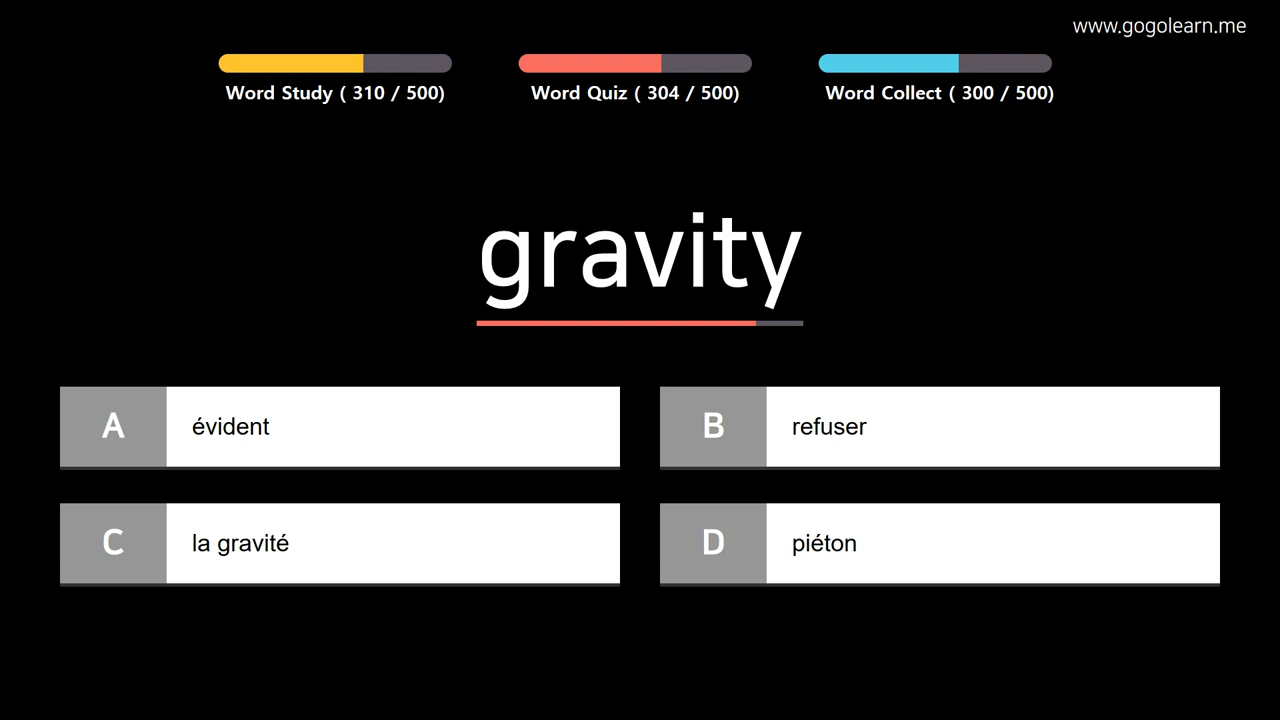 www.gogolearn.me
Word Study ( 310 / 500)
Word Quiz ( 304 / 500)
Word Collect ( 300 / 500)
gravity
A évident
B refuser
C la gravité
D piéton